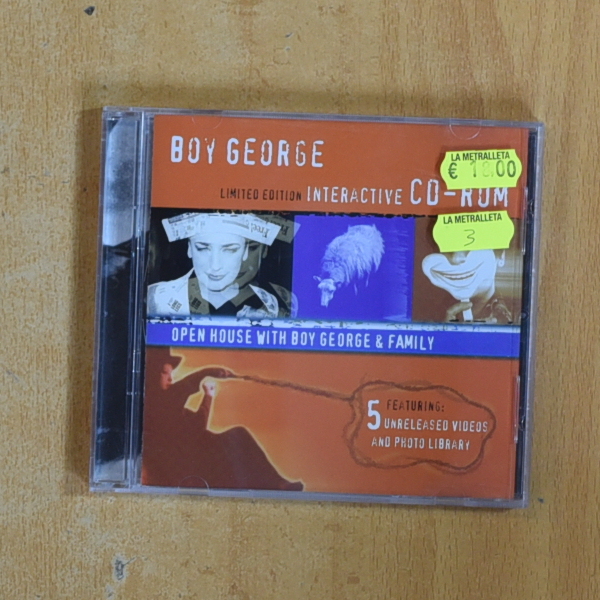 BOY GEORGE
LA METRALLETA
€ 18.00
LIMITED EDITION INTERACTIVE CD-ROM
LA METRALLETA
3
OPEN HOUSE WITH BOY GEORGE & FAMILY
5 FEATURING:
UNRELEASED VIDEOS
AND PHOTO LIBRARY